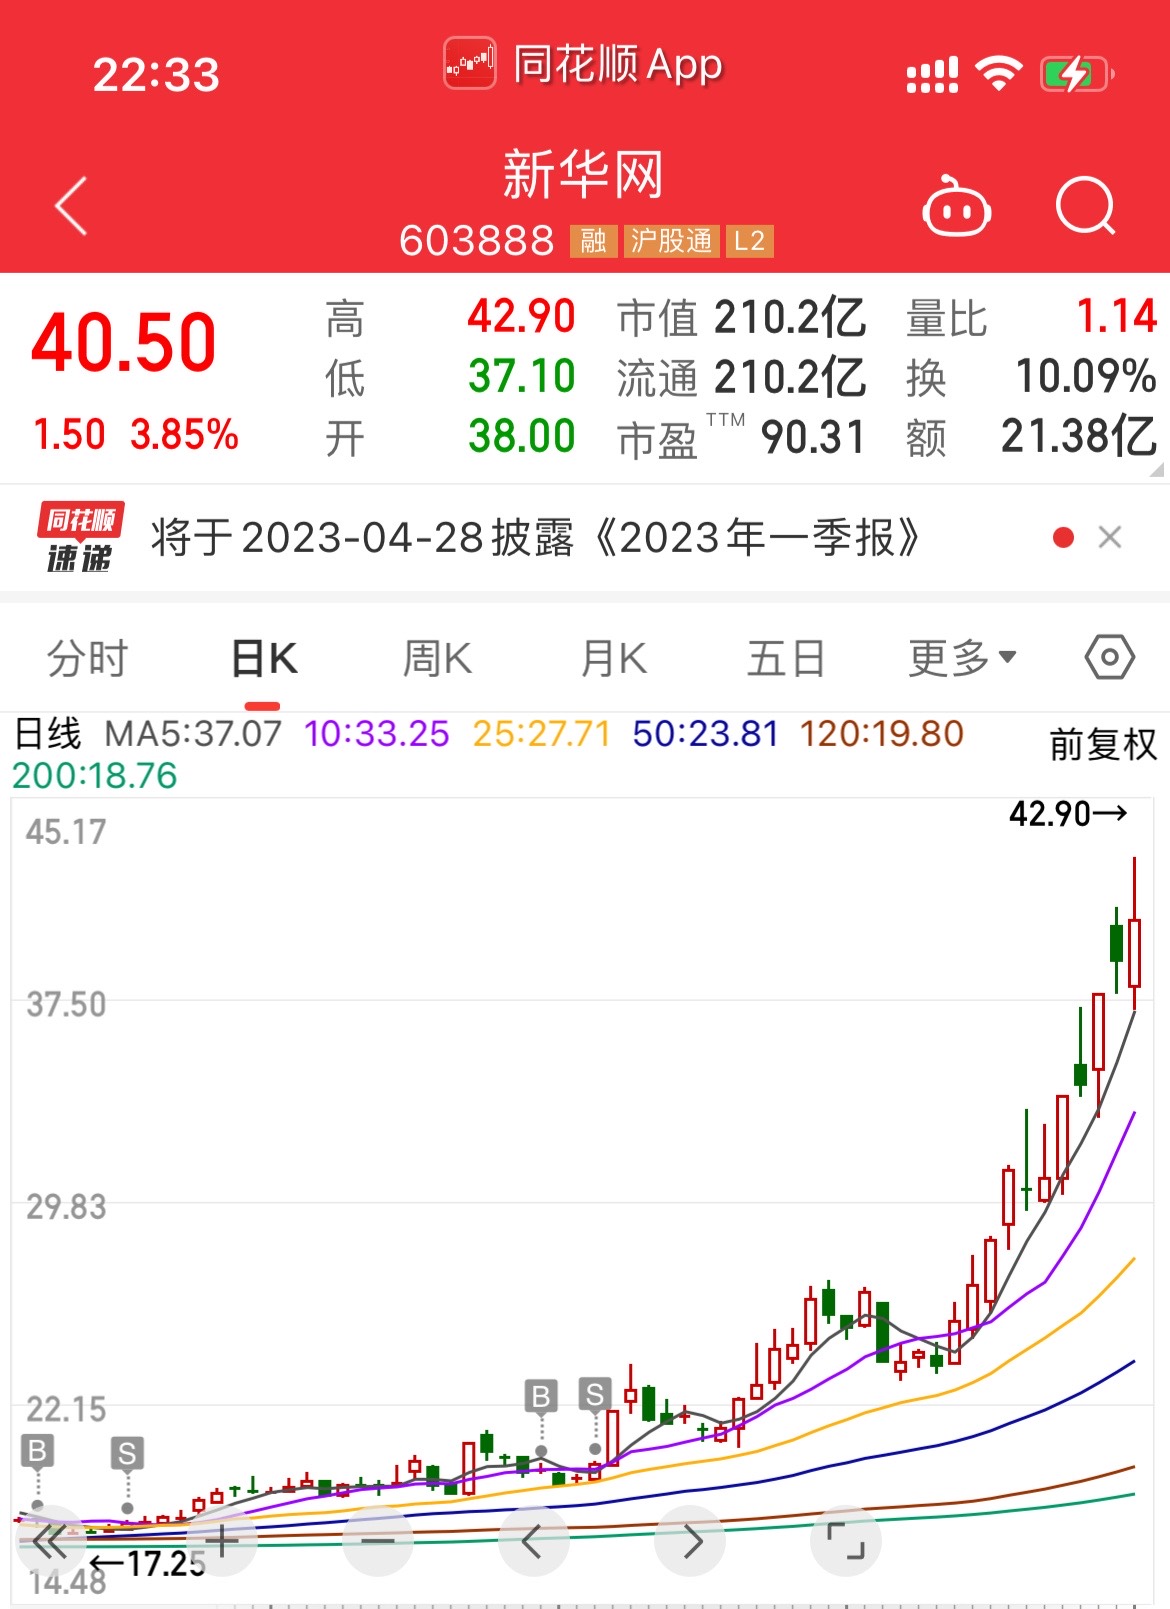 22:33 同花顺App
新华网
603888 融 沪股通 L2
40.50 高 42.90 市值 210.2亿 量比 1.14
低 37.10 流通 210.2亿 换 10.09%
1.50 3.85% 开 38.00 市盈 TTM 90.31 额 21.38亿
同花顺
速递
将于2023-04-28披露《2023年一季报》
分时 日K 周K 月K 五日 更多
日线 MA5:37.07 10:33.25 25:27.71 50:23.81 120:19.80
200:18.76
前复权
42.90→
45.17
37.50
29.83
22.15
B S
B S
←17.25
14.48